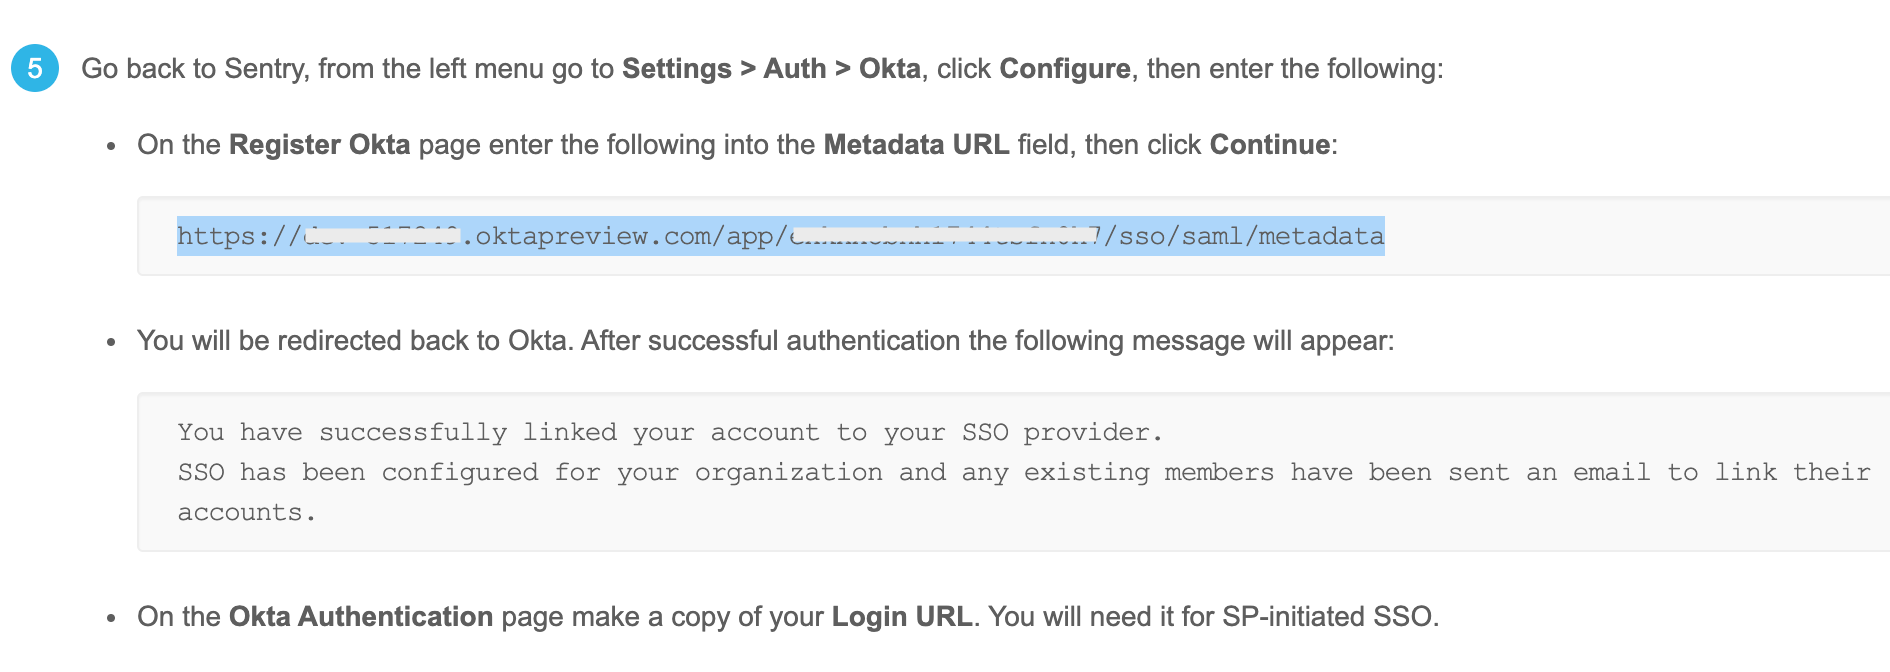 5 Go back to Sentry, from the left menu go to Settings > Auth > Okta, click Configure, then enter the following:
• On the Register Okta page enter the following into the Metadata URL field, then click Continue:
https:// .oktapreview.com/app/ /sso/saml/metadata
• You will be redirected back to Okta. After successful authentication the following message will appear:
You have successfully linked your account to your SSO provider.
SSO has been configured for your organization and any existing members have been sent an email to link their
accounts.
• On the Okta Authentication page make a copy of your Login URL. You will need it for SP-initiated SSO.